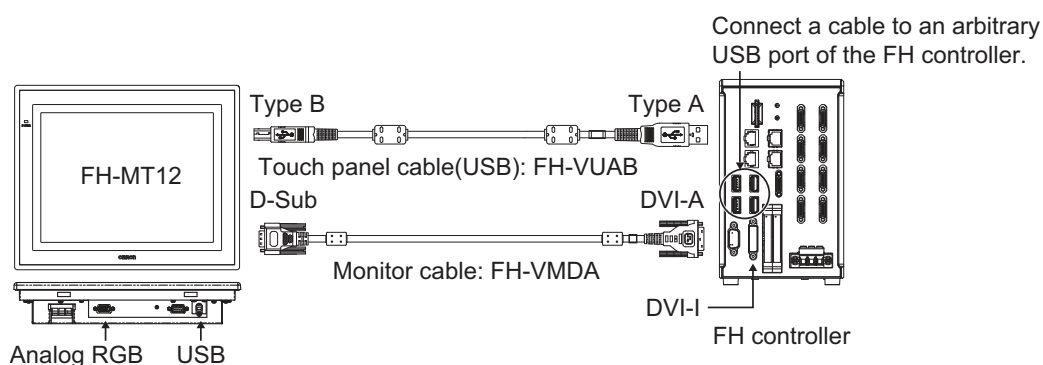 Connect a cable to an arbitrary
USB port of the FH controller.
Type B
Type A
FH-MT12
Touch panel cable(USB): FH-VUAB
D-Sub
DVI-A
OMRON
Monitor cable: FH-VMDA
DVI-I
FH controller
Analog RGB
USB